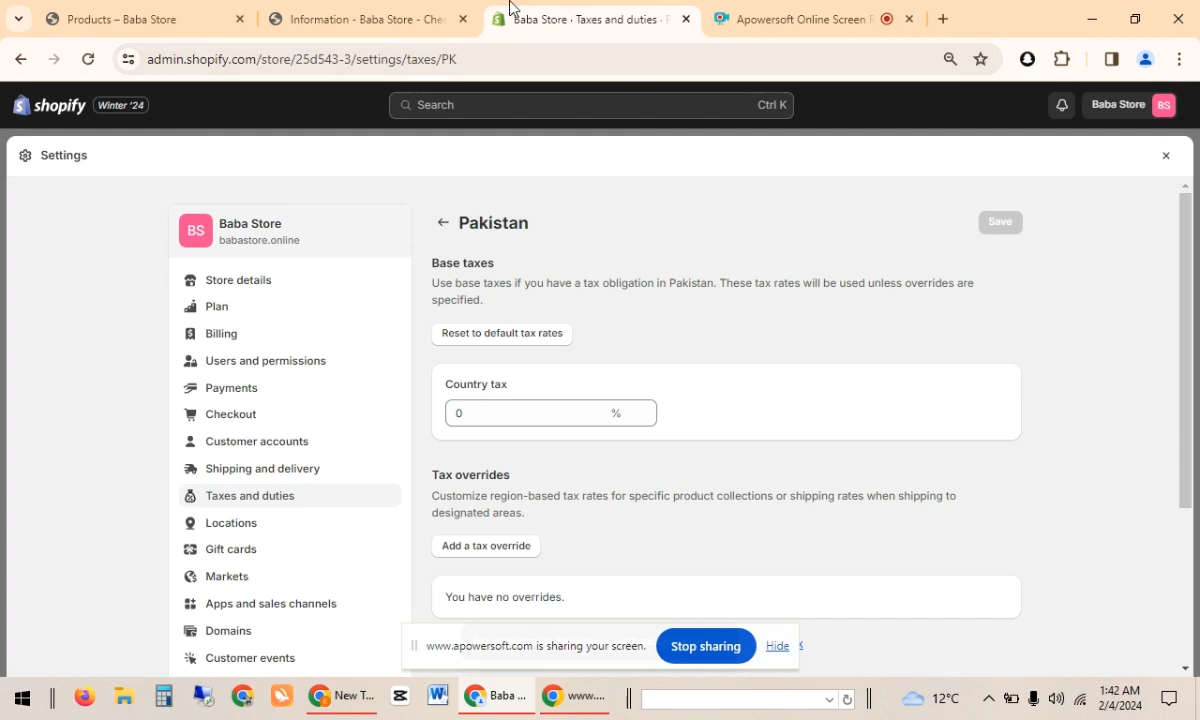 Products – Baba Store
Information - Baba Store - Che
Baba Store · Taxes and duties ·
Apowersoft Online Screen
admin.shopify.com/store/25d543-3/settings/taxes/PK
shopify Winter '24
Search Ctrl K
Baba Store BS
Settings
BS Baba Store
babastore.online
Store details
Plan
Billing
Users and permissions
Payments
Checkout
Customer accounts
Shipping and delivery
Taxes and duties
Locations
Gift cards
Markets
Apps and sales channels
Domains
Customer events
Pakistan Save
Base taxes
Use base taxes if you have a tax obligation in Pakistan. These tax rates will be used unless overrides are
specified.
Reset to default tax rates
Country tax
0 %
Tax overrides
Customize region-based tax rates for specific product collections or shipping rates when shipping to
designated areas.
Add a tax override
You have no overrides.
www.apowersoft.com is sharing your screen. Stop sharing Hide
New T... Baba ... www.... 12°C 1:42 AM
2/4/2024